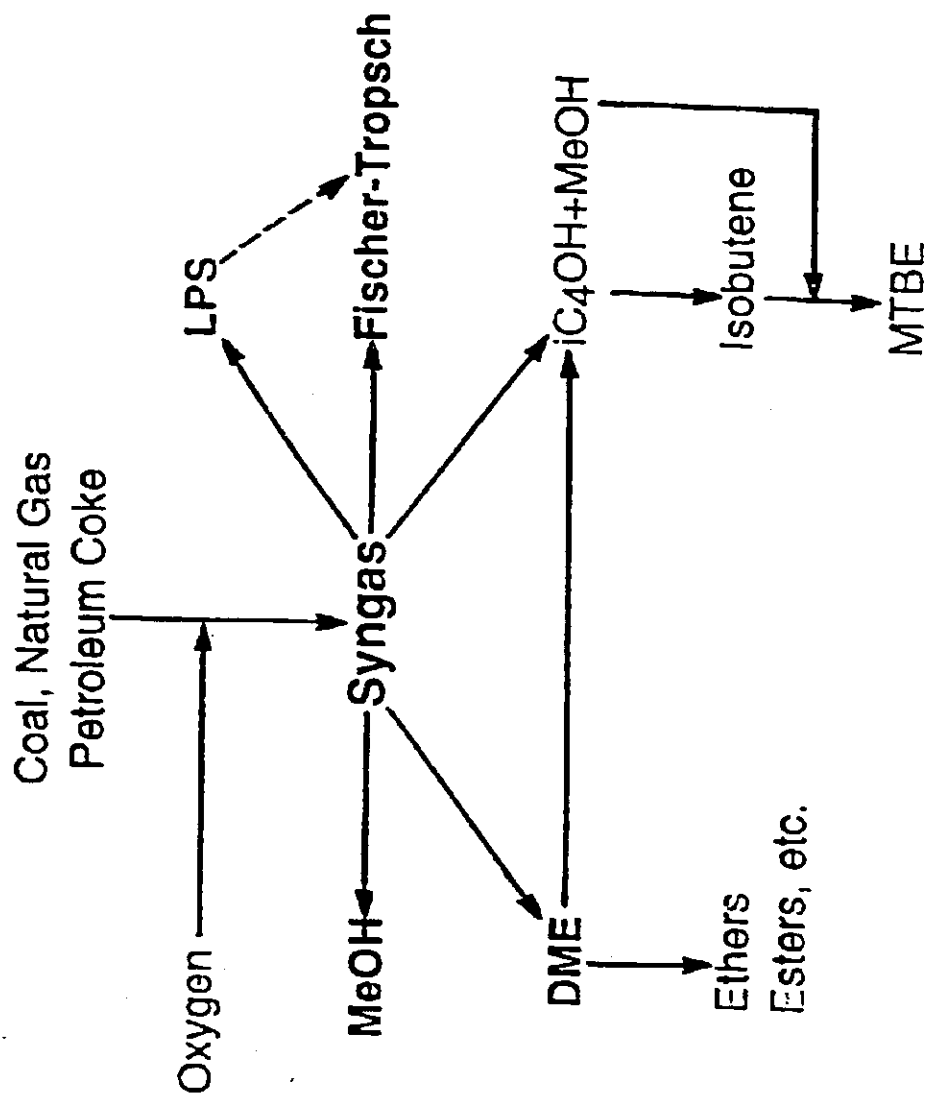 Coal, Natural Gas
Petroleum Coke
Oxygen
LPS
MeOH
Syngas
Fischer-Tropsch
DME
iC4OH+MeOH
Ethers
Esters, etc.
Isobutene
MTBE